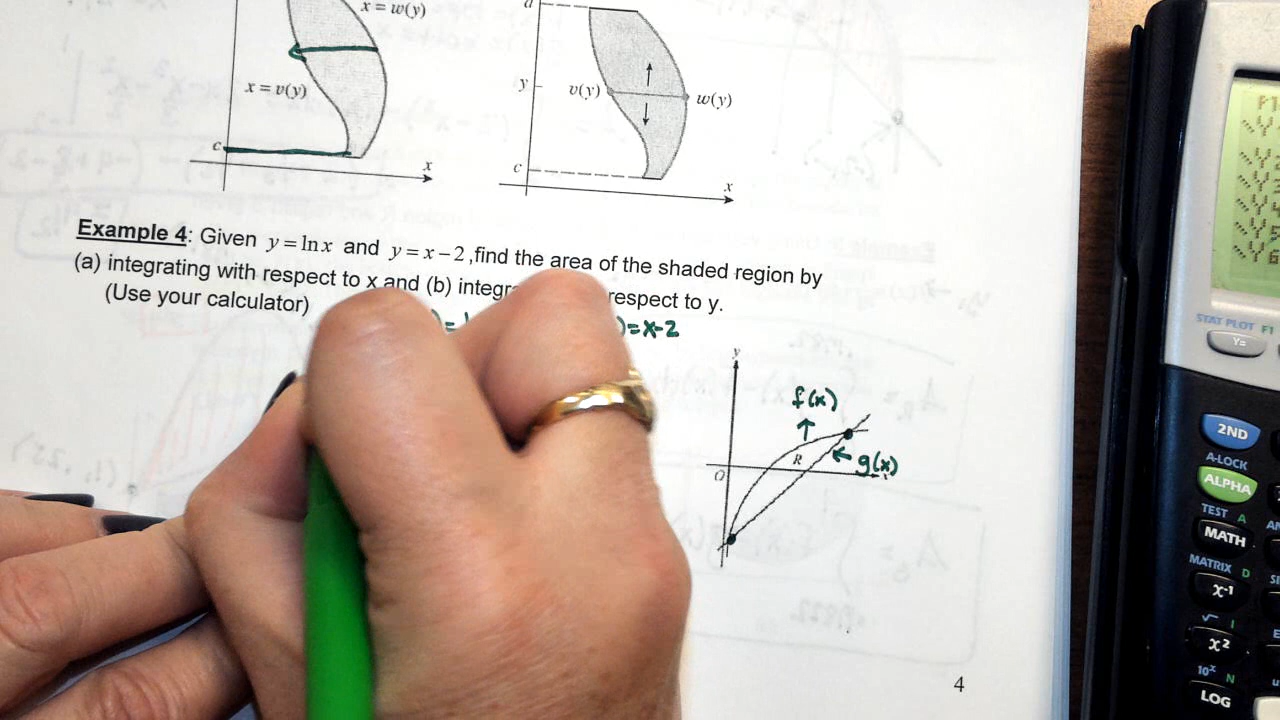 x = w(y)
x = v(y)
c
x
d
y
v(y)
w(y)
c
x
Example 4: Given y = ln x and y = x - 2 ,find the area of the shaded region by
(a) integrating with respect to x and (b) integr respect to y.
(Use your calculator)
)=x-2
y
f(x)
R
g(x)
O
4
Y
Y
Y
Y
Y
Y6
STAT PLOT F1
Y=
2ND
A-LOCK
ALPHA
TEST A
MATH
MATRIX D
x⁻¹
√ I
x²
10ˣ N
LOG